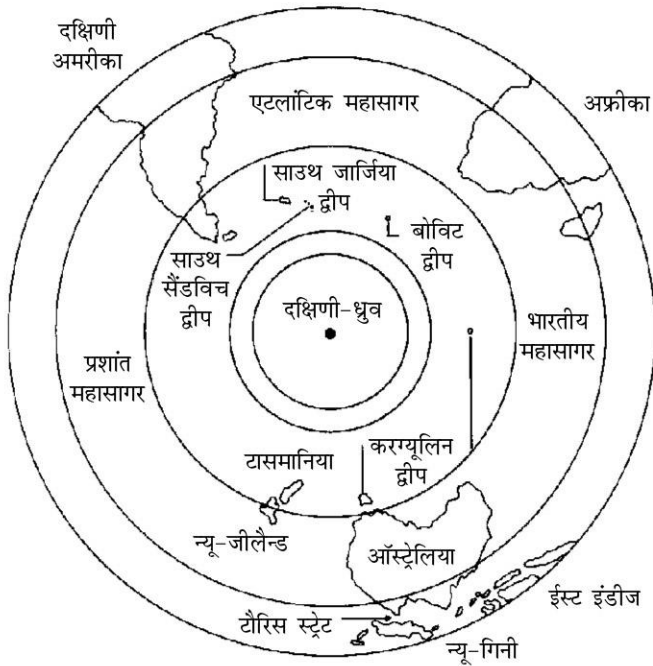 दक्षिणी
अमरीका
एटलांटिक महासागर
अफ्रीका
साउथ जार्जिया
द्वीप
साउथ
सैंडविच
द्वीप
बोविट
द्वीप
दक्षिणी-ध्रुव
भारतीय
महासागर
प्रशांत
महासागर
टासमानिया
करग्यूलिन
द्वीप
न्यू-जीलैन्ड
ऑस्ट्रेलिया
टौरिस स्ट्रेट
ईस्ट इंडीज
न्यू-गिनी